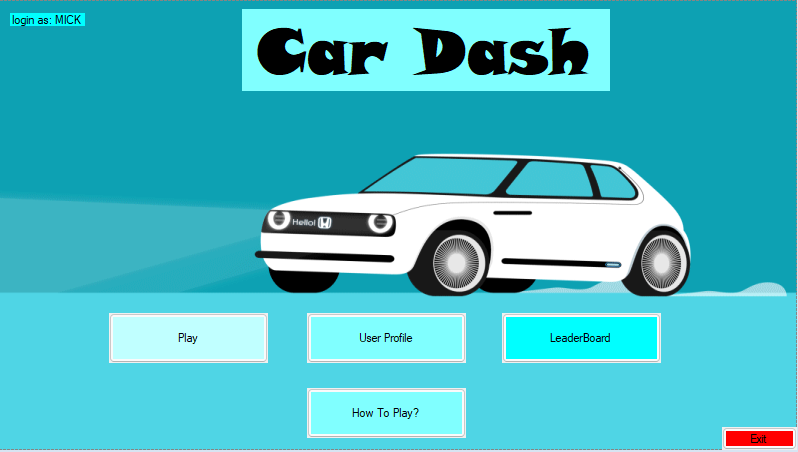 login as: MICK
Car Dash
Hello!
Play
User Profile
LeaderBoard
How To Play?
Exit